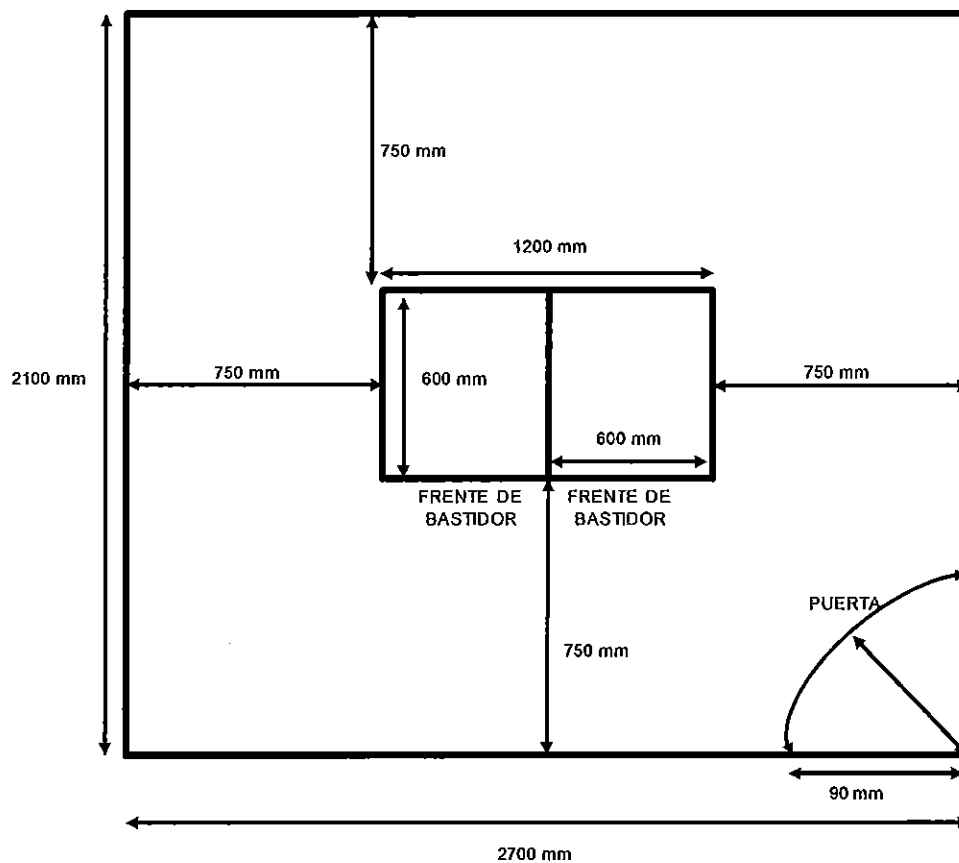 750 mm
1200 mm
2100 mm
750 mm
600 mm
750 mm
600 mm
FRENTE DE
BASTIDOR
FRENTE DE
BASTIDOR
PUERTA
750 mm
90 mm
2700 mm